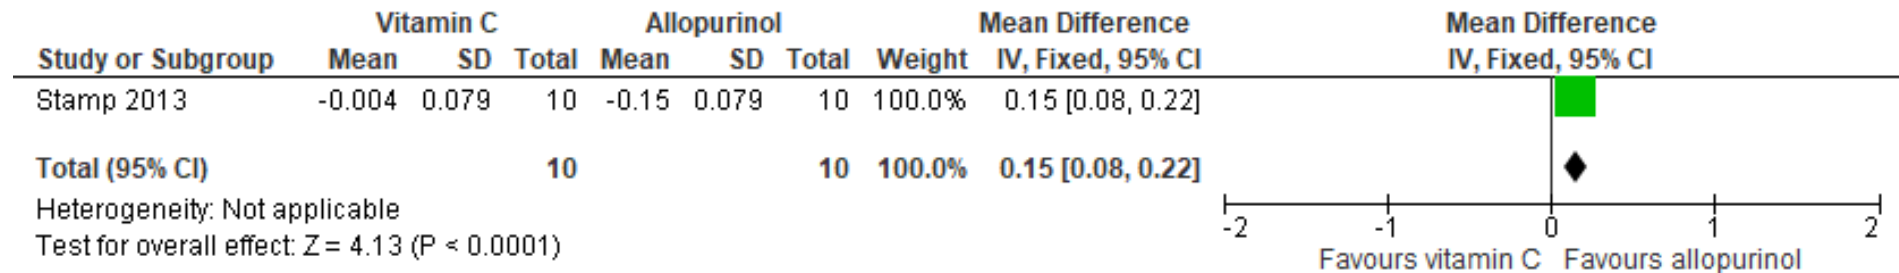 Vitamin C Allopurinol Mean Difference Mean Difference
Study or Subgroup Mean SD Total Mean SD Total Weight IV, Fixed, 95% CI IV, Fixed, 95% CI
Stamp 2013 -0.004 0.079 10 -0.15 0.079 10 100.0% 0.15 [0.08, 0.22]
Total (95% CI) 10 10 100.0% 0.15 [0.08, 0.22]
Heterogeneity: Not applicable
Test for overall effect: Z = 4.13 (P < 0.0001)
-2 -1 0 1 2
Favours vitamin C Favours allopurinol